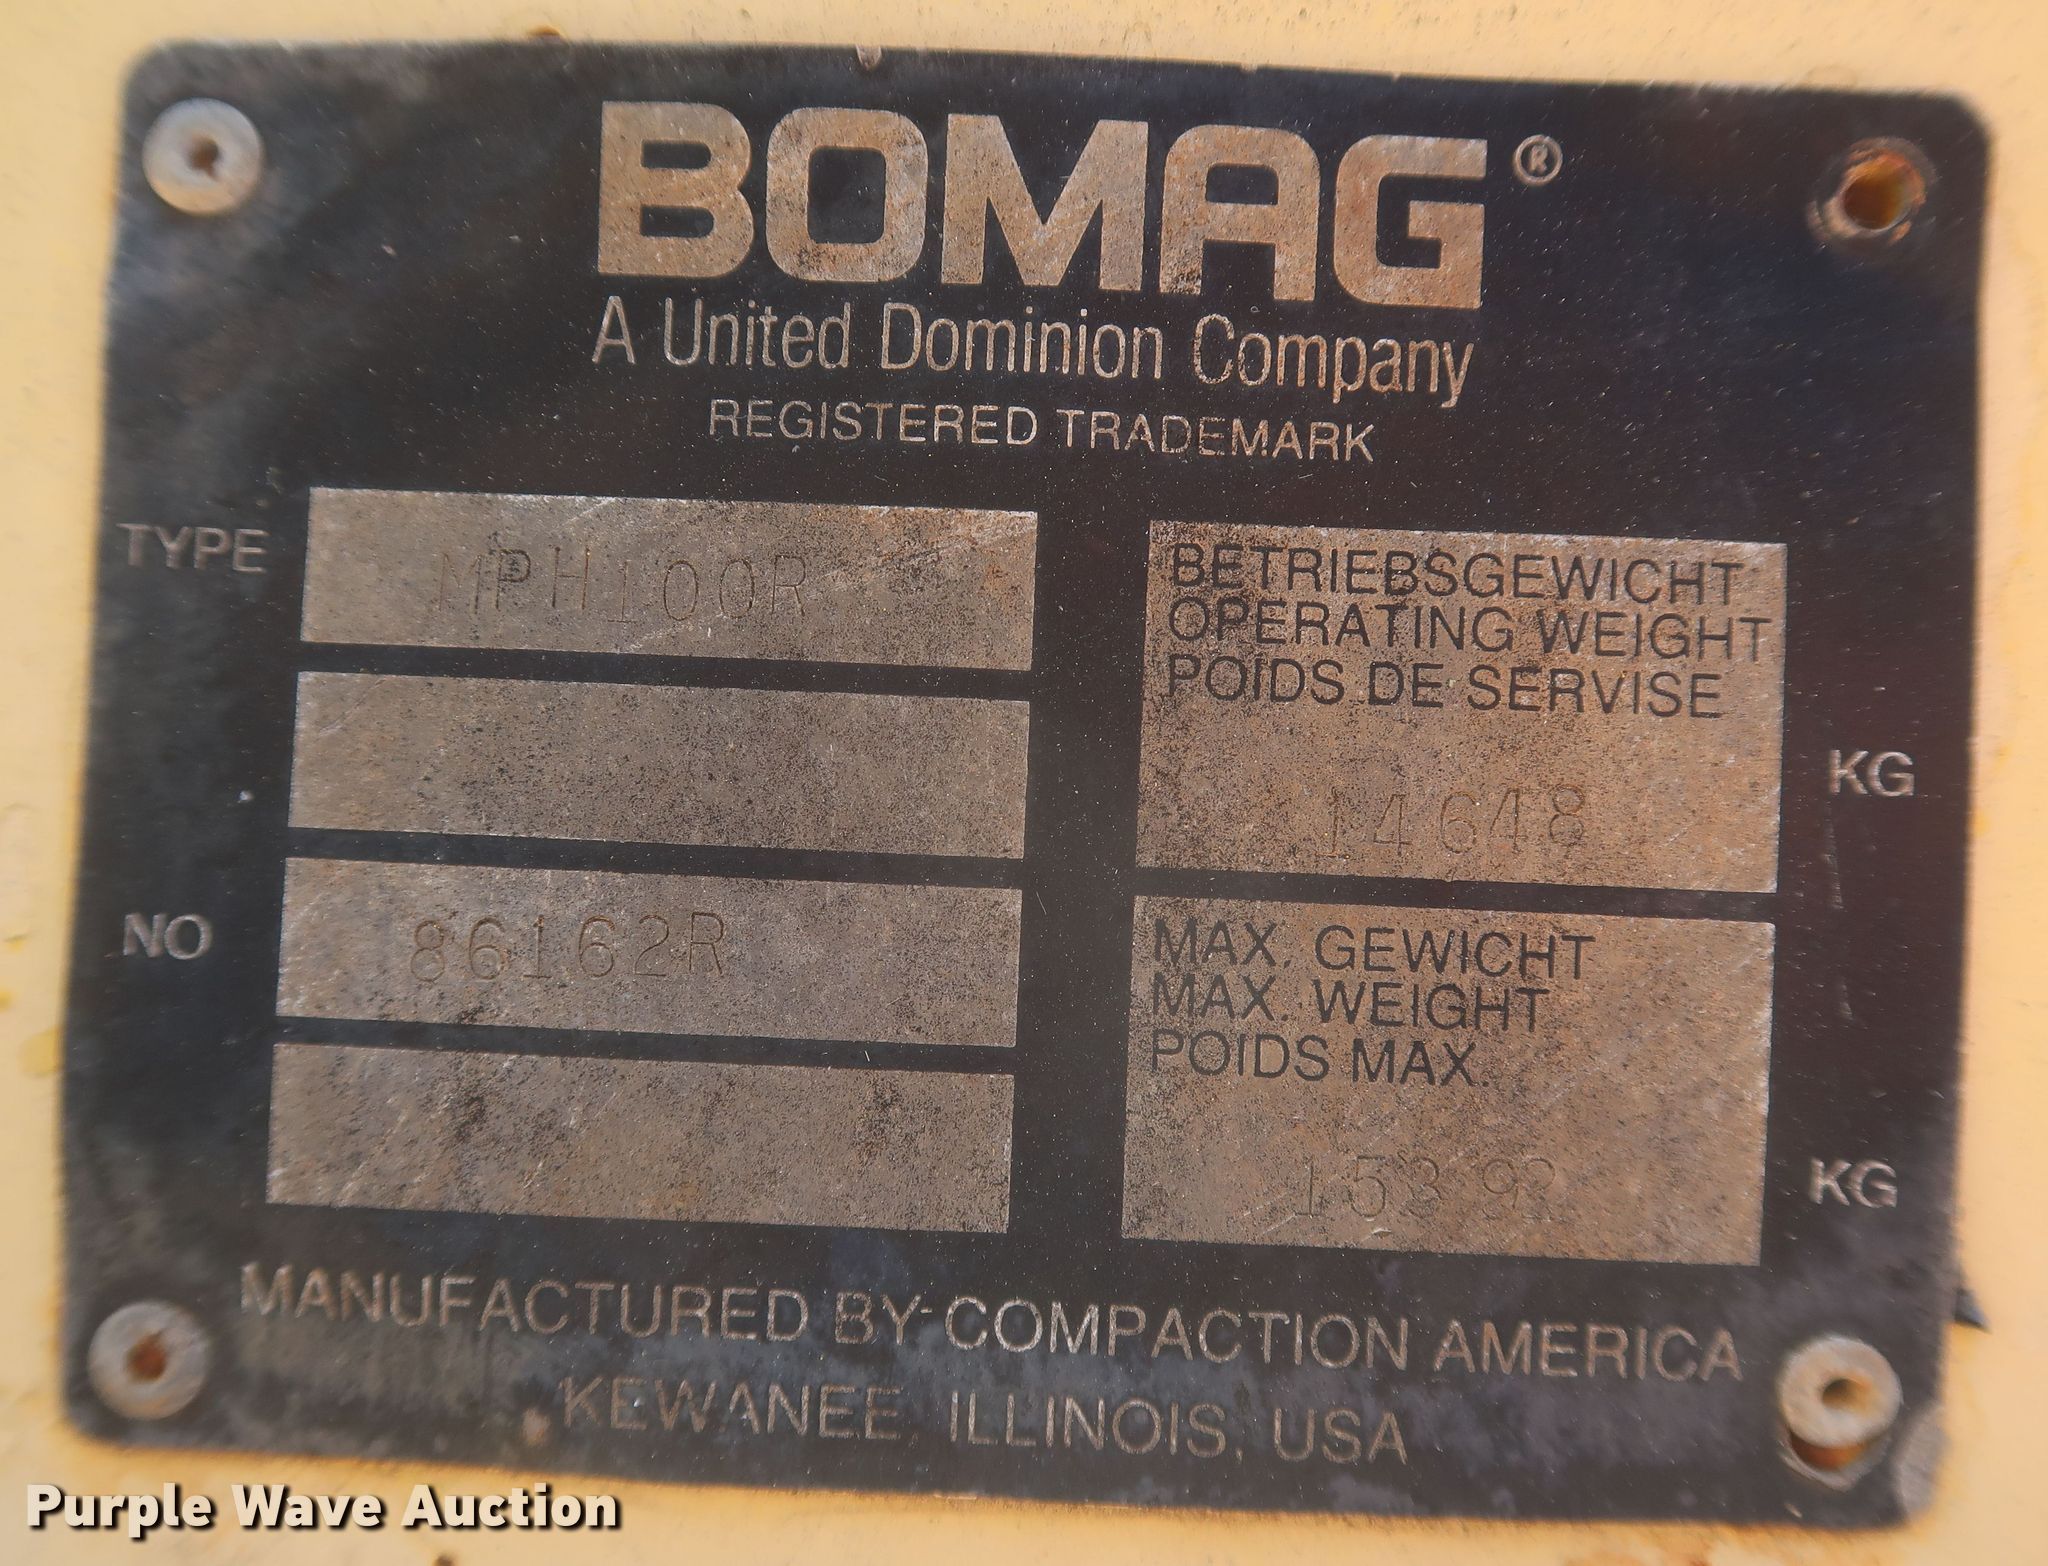 BOMAG®
A United Dominion Company
REGISTERED TRADEMARK
TYPE MPH100R
NO 86162R
BETRIEBSGEWICHT
OPERATING WEIGHT
POIDS DE SERVISE
14648 KG
MAX. GEWICHT
MAX. WEIGHT
POIDS MAX.
15392 KG
MANUFACTURED BY COMPACTION AMERICA
KEWANEE, ILLINOIS, USA
Purple Wave Auction